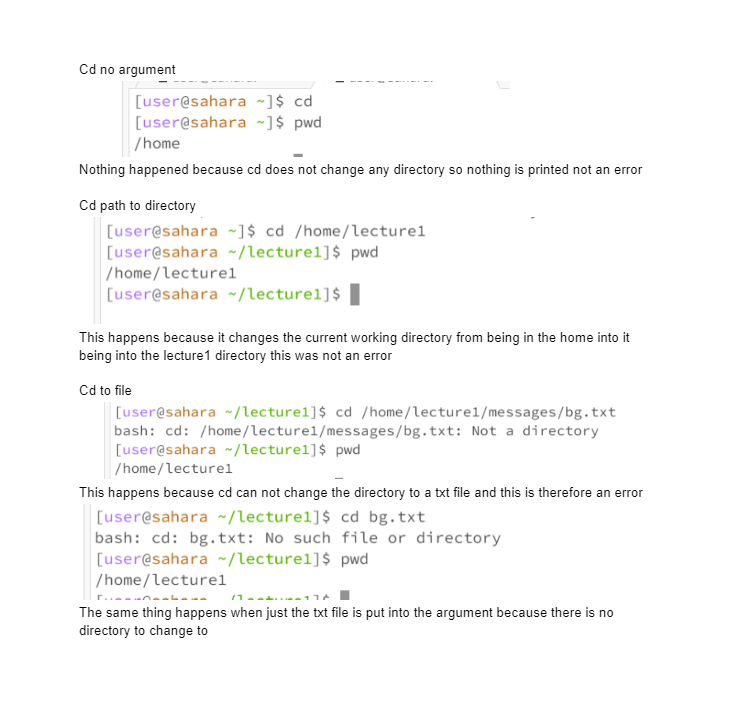 Cd no argument
[user@sahara ~]$ cd
[user@sahara ~]$ pwd
/home
Nothing happened because cd does not change any directory so nothing is printed not an error
Cd path to directory
[user@sahara ~]$ cd /home/lecture1
[user@sahara ~/lecture1]$ pwd
/home/lecture1
[user@sahara ~/lecture1]$
This happens because it changes the current working directory from being in the home into it
being into the lecture1 directory this was not an error
Cd to file
[user@sahara ~/lecture1]$ cd /home/lecture1/messages/bg.txt
bash: cd: /home/lecture1/messages/bg.txt: Not a directory
[user@sahara ~/lecture1]$ pwd
/home/lecture1
This happens because cd can not change the directory to a txt file and this is therefore an error
[user@sahara ~/lecture1]$ cd bg.txt
bash: cd: bg.txt: No such file or directory
[user@sahara ~/lecture1]$ pwd
/home/lecture1
The same thing happens when just the txt file is put into the argument because there is no
directory to change to